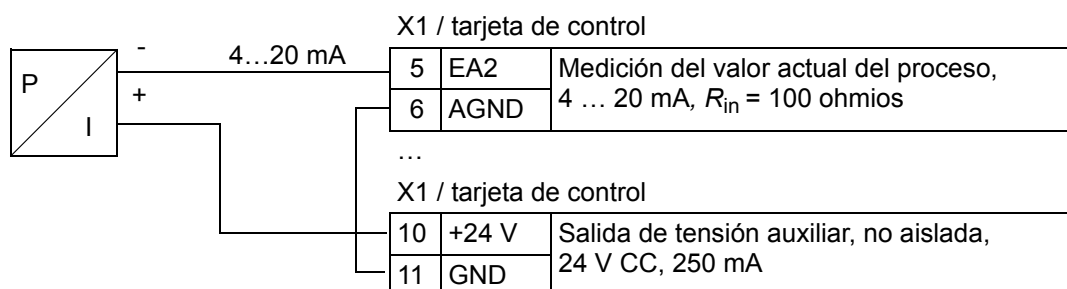 X1 / tarjeta de control
P
I
-
+
4…20 mA
5 EA2 Medición del valor actual del proceso,
6 AGND 4 … 20 mA, Rin = 100 ohmios
…
X1 / tarjeta de control
10 +24 V Salida de tensión auxiliar, no aislada,
11 GND 24 V CC, 250 mA